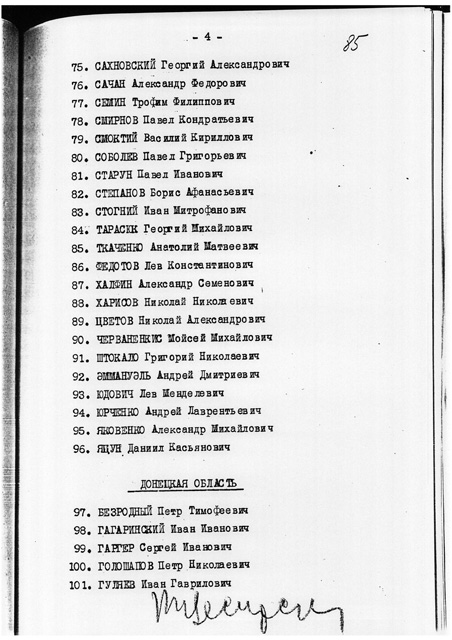 - 4 -
85
75. САХНОВСКИЙ Георгий Александрович
76. САЧАН Александр Федорович
77. СЕМИН Трофим Филиппович
78. СМИРНОВ Павел Кондратьевич
79. СМОКТИЙ Василий Кириллович
80. СОБОЛЕВ Павел Григорьевич
81. СТАРУН Павел Иванович
82. СТЕПАНОВ Борис Афанасьевич
83. СТОГНИЙ Иван Митрофанович
84. ТАРАСЮК Георгий Михайлович
85. ТКАЧЕНКО Анатолий Матвеевич
86. ФЕДОТОВ Лев Константинович
87. ХАЛФИН Александр Семенович
88. ХАРИСОВ Николай Николаевич
89. ЦВЕТОВ Николай Александрович
90. ЧЕРВАНЕНКИС Мойсей Михайлович
91. ШТОКАЛО Григорий Николаевич
92. ЭММАНУЭЛЬ Андрей Дмитриевич
93. ЮДОВИЧ Лев Менделевич
94. ЮРЧЕНКО Андрей Лаврентьевич
95. ЯКОВЕНКО Александр Михайлович
96. ЯЦУН Даниил Касьянович
ДОНЕЦКАЯ ОБЛАСТЬ
97. БЕЗРОДНЫЙ Петр Тимофеевич
98. ГАГАРИНСКИЙ Иван Иванович
99. ГАРГЕР Сергей Иванович
100. ГОЛОЩАПОВ Петр Николаевич
101. ГУЛЯЕВ Иван Гаврилович